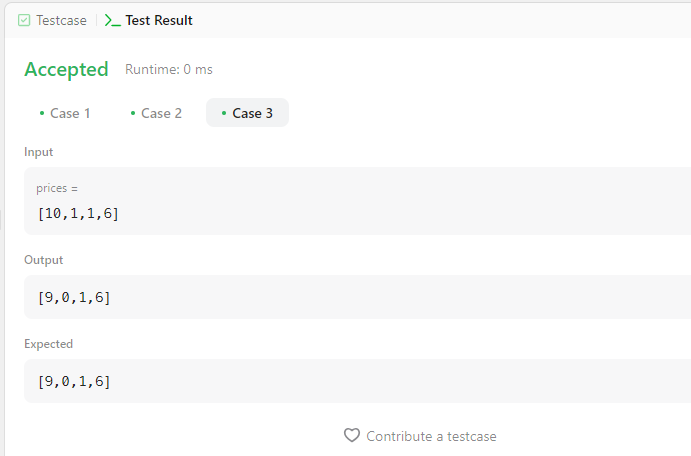 Testcase
Test Result
Accepted Runtime: 0 ms
Case 1 Case 2 Case 3
Input
prices =
[10,1,1,6]
Output
[9,0,1,6]
Expected
[9,0,1,6]
Contribute a testcase